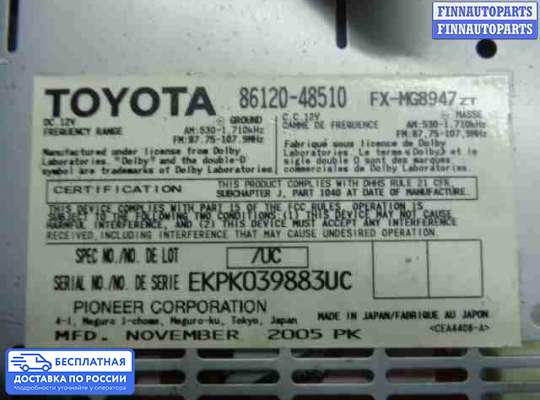 FINNAUTOPARTS
FINNAUTOPARTS
TOYOTA 86120-48510 FX-MG8947ZT
DC 12V ⊖ GROUND C.C. 12V ⊖ MASSE
FREQUENCY RANGE AM:530-1,710kHz GAMME DE FREQUENCE AM:530-1,710kHz
FM:87.75-107.9MHz FM:87.75-107.9MHz
Manufactured under license from Dolby Fabriqué sous licence de Dolby
Laboratories. "Dolby" and the double-D Laboratories. Le terme «Dolby» et le
symbol are trademarks of Dolby Laboratories. sigle double D sont des marques
commerciales de Dolby Laboratories.
CERTIFICATION THIS PRODUCT COMPLIES WITH DHHS RULE 21 CFR
SUBCHAPTER J, PART 1040 AT DATE OF MANUFACTURE.
THIS DEVICE COMPLIES WITH PART 15 OF THE FCC RULES. OPERATION IS
SUBJECT TO THE FOLLOWING TWO CONDITIONS (1) THIS DEVICE MAY NOT CAUSE
HARMFUL INTERFERENCE, AND (2) THIS DEVICE MUST ACCEPT ANY INTERFERENCE
RECEIVED, INCLUDING INTERFERENCE THAT MAY CAUSE UNDESIRED OPERATION.
SPEC NO./NO. DE LOT /UC
SERIAL NO./NO. DE SERIE EKPK039883UC
PIONEER CORPORATION
4-1, Meguro 1-chome, Meguro-ku, Tokyo, Japan MADE IN JAPAN/FABRIQUE AU JAPON
MFD. NOVEMBER 2005 PK <CEA4408-A>
БЕСПЛАТНАЯ
ДОСТАВКА ПО РОССИИ
подробности уточняйте у оператора